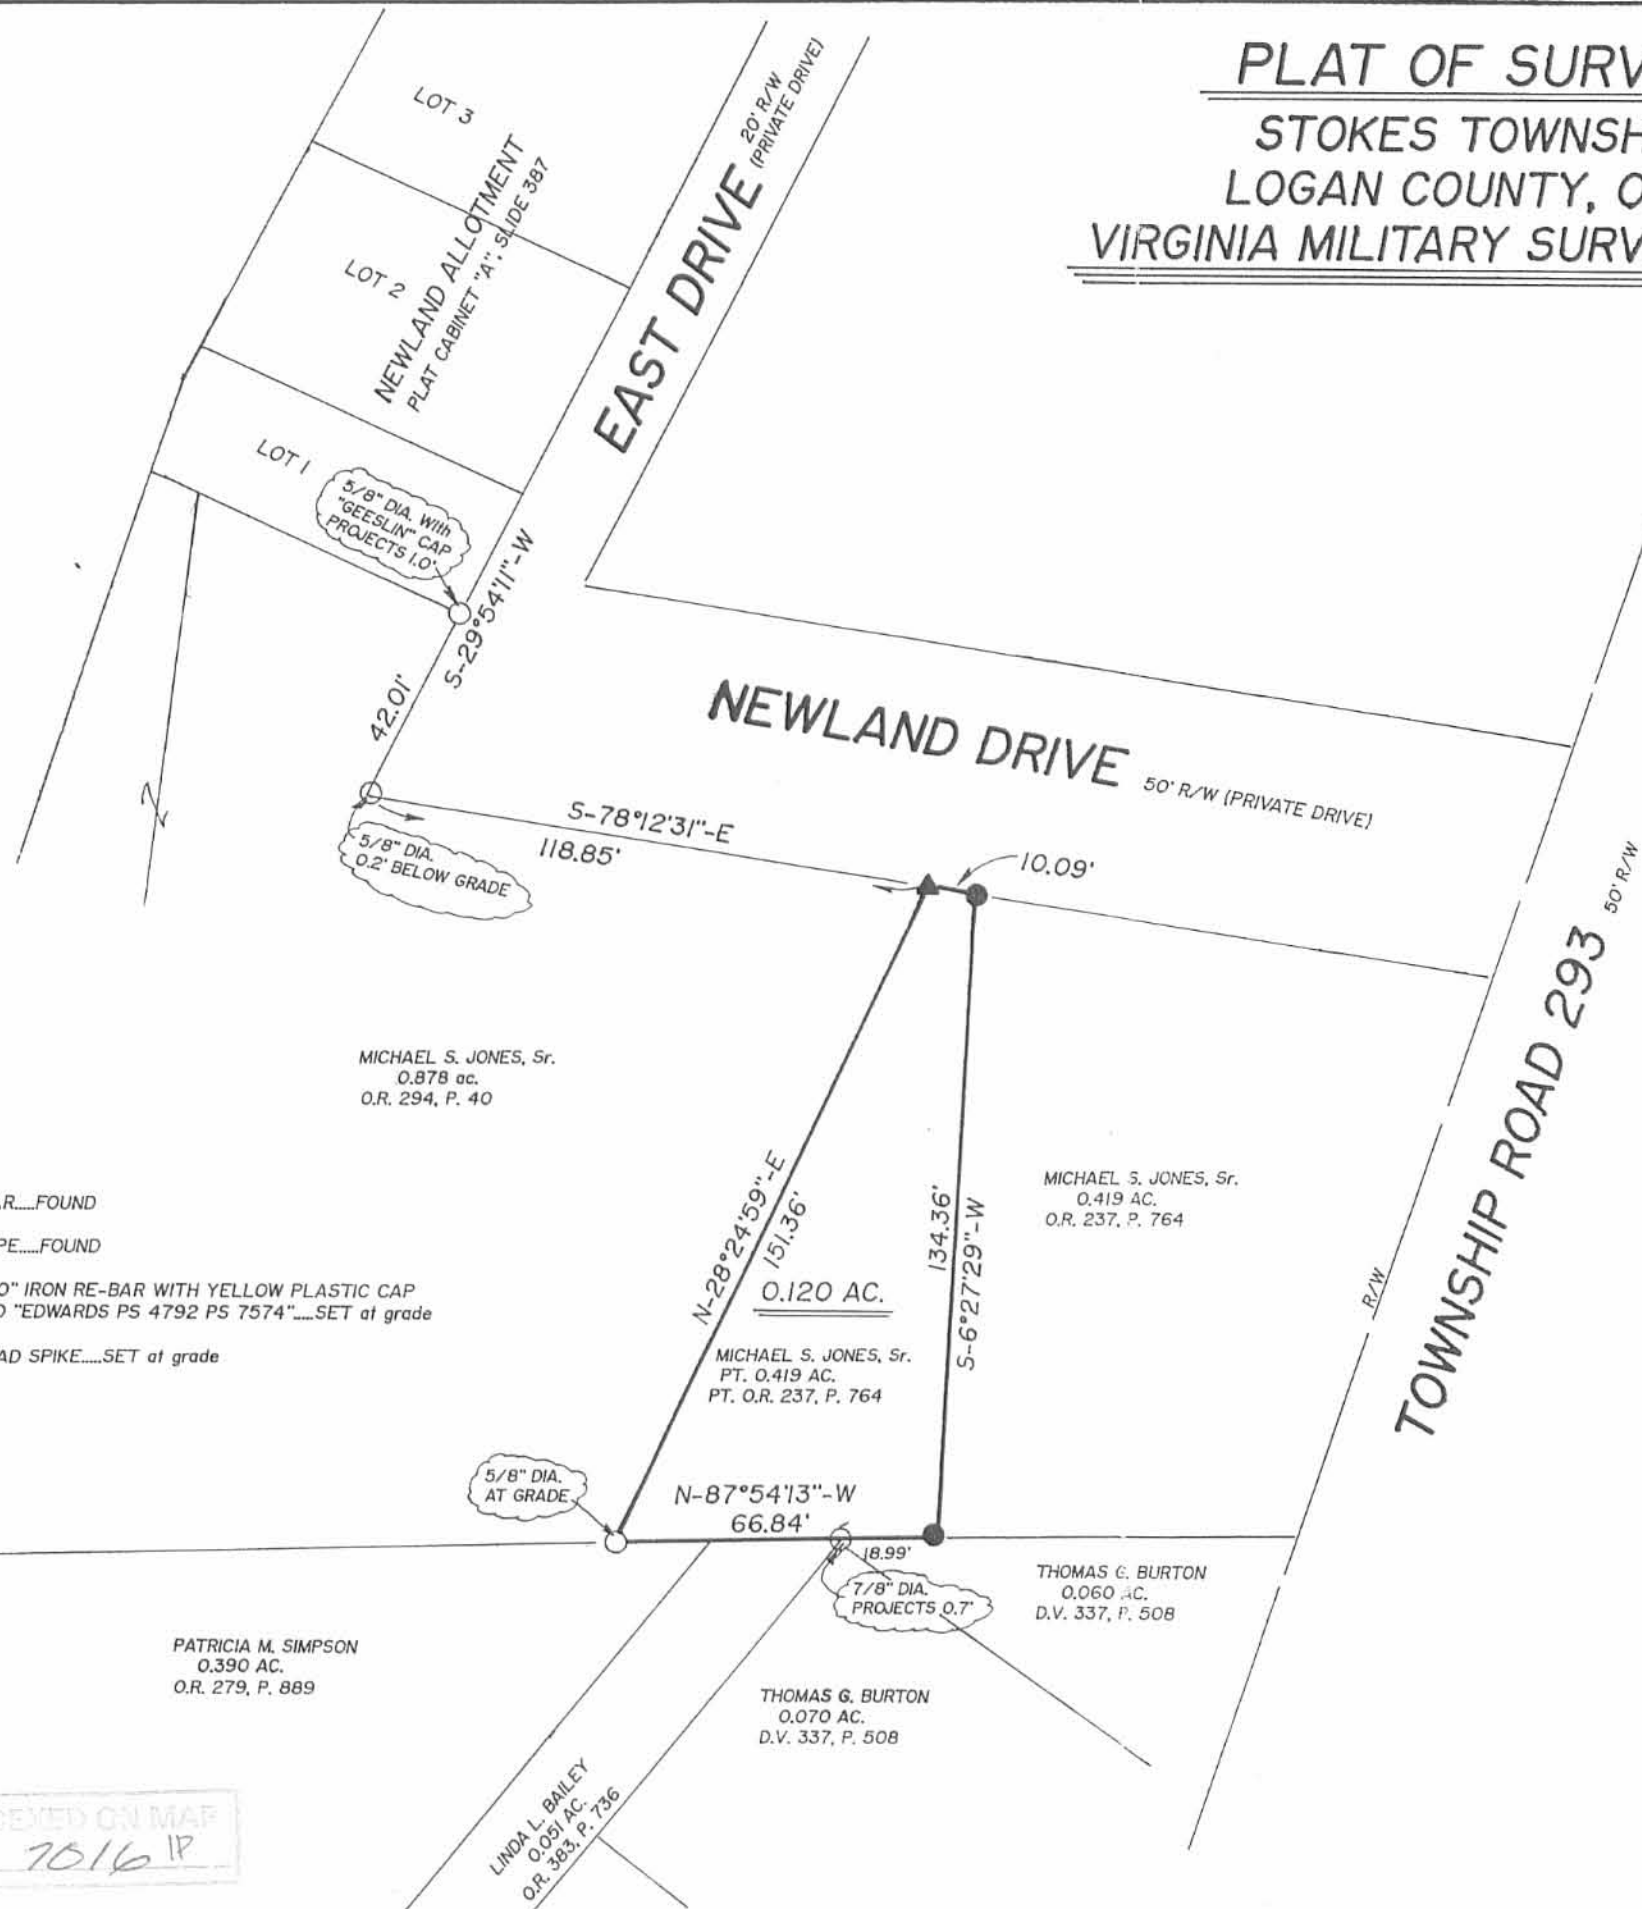 PLAT OF SURV
STOKES TOWNSH
LOGAN COUNTY, O
VIRGINIA MILITARY SURV
LOT 3
NEWLAND ALLOTMENT
PLAT CABINET "A", SLIDE 387
LOT 2
LOT 1
EAST DRIVE 20' R/W
(PRIVATE DRIVE)
5/8" DIA. With
"GEESLIN" CAP
PROJECTS 1.0'
S-29°54'11"-W
42.01'
2
NEWLAND DRIVE 50' R/W (PRIVATE DRIVE)
S-78°12'31"-E
118.85'
5/8" DIA.
0.2' BELOW GRADE
10.09'
TOWNSHIP ROAD 293 50' R/W
R/W
MICHAEL S. JONES, Sr.
0.878 ac.
O.R. 294, P. 40
N-28°24'59"-E
151.36'
134.36'
S-6°27'29"-W
MICHAEL S. JONES, Sr.
0.419 AC.
O.R. 237, P. 764
0.120 AC.
MICHAEL S. JONES, Sr.
PT. 0.419 AC.
PT. O.R. 237, P. 764
R.....FOUND
PE.....FOUND
0" IRON RE-BAR WITH YELLOW PLASTIC CAP
"EDWARDS PS 4792 PS 7574".....SET at grade
AD SPIKE.....SET at grade
5/8" DIA.
AT GRADE
N-87°54'13"-W
66.84'
18.99'
7/8" DIA.
PROJECTS 0.7'
THOMAS G. BURTON
0.060 AC.
D.V. 337, P. 508
PATRICIA M. SIMPSON
0.390 AC.
O.R. 279, P. 889
THOMAS G. BURTON
0.070 AC.
D.V. 337, P. 508
LINDA L. BAILEY
0.051 AC.
O.R. 383, P. 736
DEXED ON MAP
7016